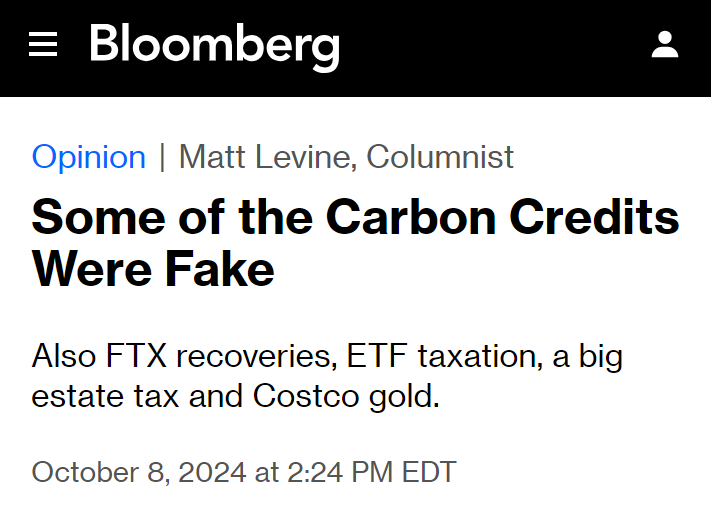 Bloomberg
Opinion | Matt Levine, Columnist
Some of the Carbon Credits
Were Fake
Also FTX recoveries, ETF taxation, a big
estate tax and Costco gold.
October 8, 2024 at 2:24 PM EDT